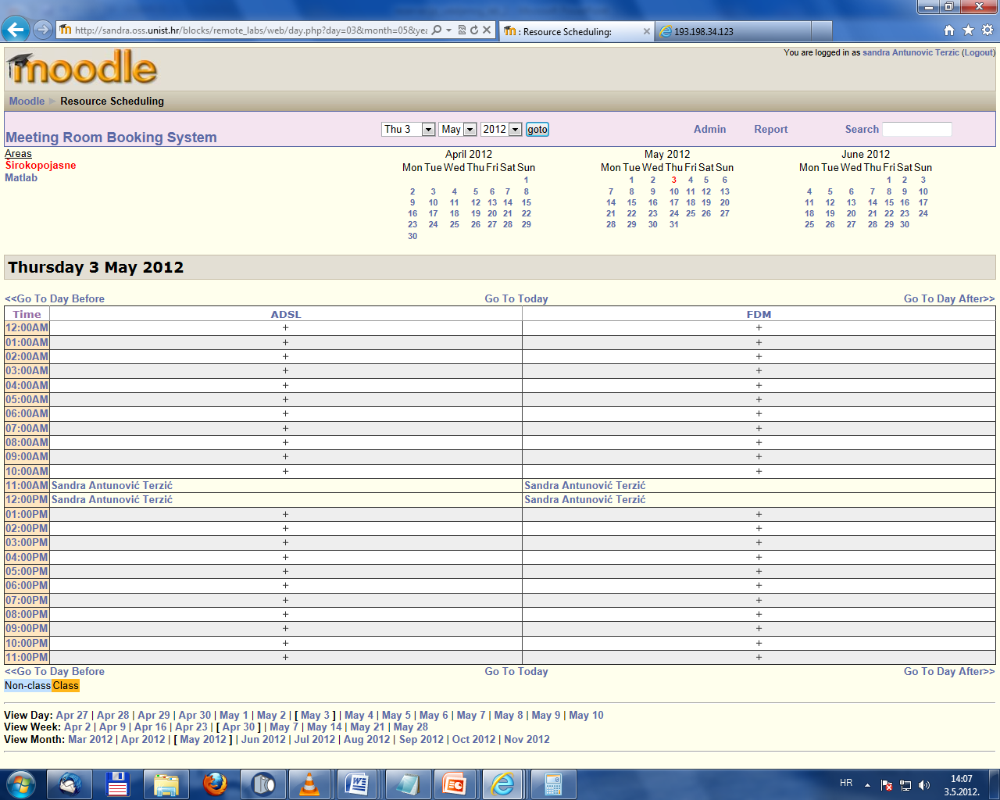 http://sandra.oss.unist.hr/blocks/remote_labs/web/day.php?day=03&month=05&yea
: Resource Scheduling:
193.198.34.123
moodle
You are logged in as sandra Antunovic Terzic (Logout)
Moodle ► Resource Scheduling
Meeting Room Booking System
Thu 3 May 2012 goto
Admin Report Search
Areas
Širokopojasne
Matlab
April 2012
Mon Tue Wed Thu Fri Sat Sun
1
2 3 4 5 6 7 8
9 10 11 12 13 14 15
16 17 18 19 20 21 22
23 24 25 26 27 28 29
30
May 2012
Mon Tue Wed Thu Fri Sat Sun
1 2 3 4 5 6
7 8 9 10 11 12 13
14 15 16 17 18 19 20
21 22 23 24 25 26 27
28 29 30 31
June 2012
Mon Tue Wed Thu Fri Sat Sun
1 2 3
4 5 6 7 8 9 10
11 12 13 14 15 16 17
18 19 20 21 22 23 24
25 26 27 28 29 30
Thursday 3 May 2012
<<Go To Day Before Go To Today Go To Day After>>
Time ADSL FDM
12:00AM + +
01:00AM + +
02:00AM + +
03:00AM + +
04:00AM + +
05:00AM + +
06:00AM + +
07:00AM + +
08:00AM + +
09:00AM + +
10:00AM + +
11:00AM Sandra Antunović Terzić Sandra Antunović Terzić
12:00PM Sandra Antunović Terzić Sandra Antunović Terzić
01:00PM + +
02:00PM + +
03:00PM + +
04:00PM + +
05:00PM + +
06:00PM + +
07:00PM + +
08:00PM + +
09:00PM + +
10:00PM + +
11:00PM + +
<<Go To Day Before Go To Today Go To Day After>>
Non-class Class
View Day: Apr 27 | Apr 28 | Apr 29 | Apr 30 | May 1 | May 2 | [ May 3 ] | May 4 | May 5 | May 6 | May 7 | May 8 | May 9 | May 10
View Week: Apr 2 | Apr 9 | Apr 16 | Apr 23 | [ Apr 30 ] | May 7 | May 14 | May 21 | May 28
View Month: Mar 2012 | Apr 2012 | [ May 2012 ] | Jun 2012 | Jul 2012 | Aug 2012 | Sep 2012 | Oct 2012 | Nov 2012
HR
14:07
3.5.2012.